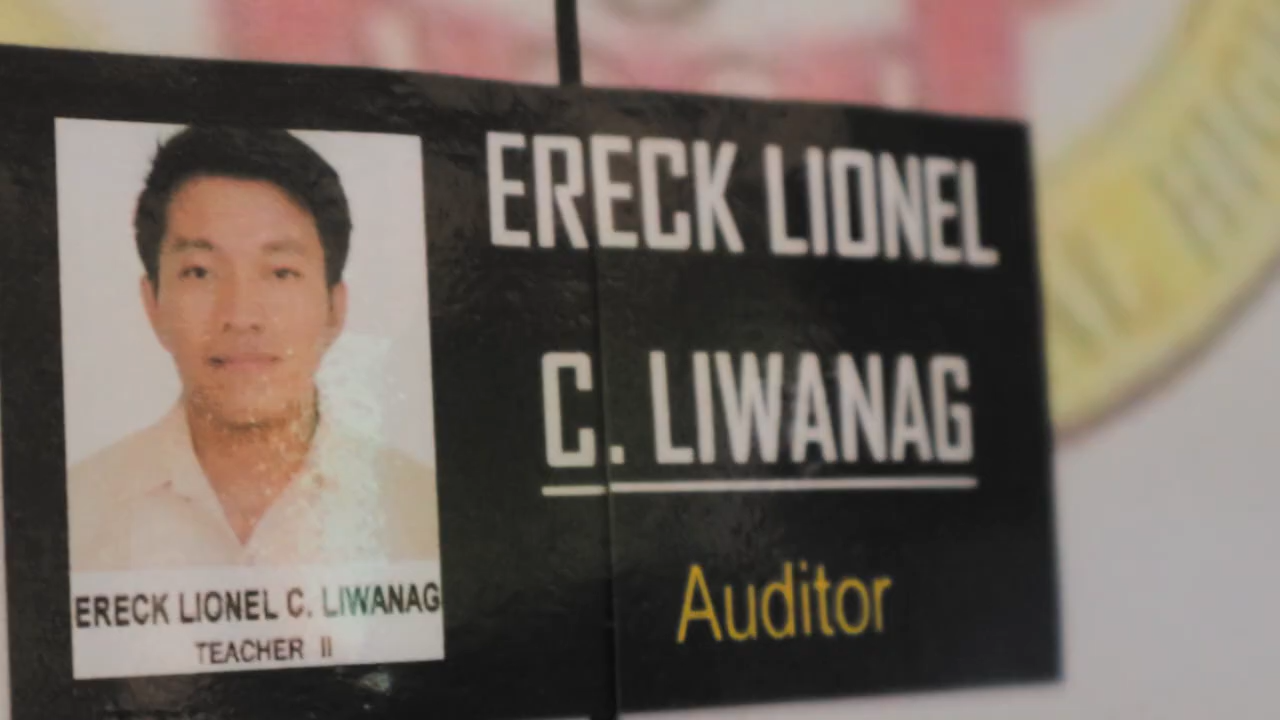 ERECK LIONEL
C. LIWANAG
Auditor
ERECK LIONEL C. LIWANAG
TEACHER II